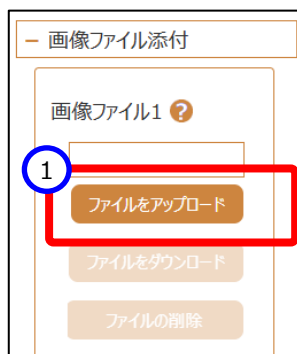 − 画像ファイル添付
画像ファイル1 ?
1
ファイルをアップロード
ファイルをダウンロード
ファイルの削除